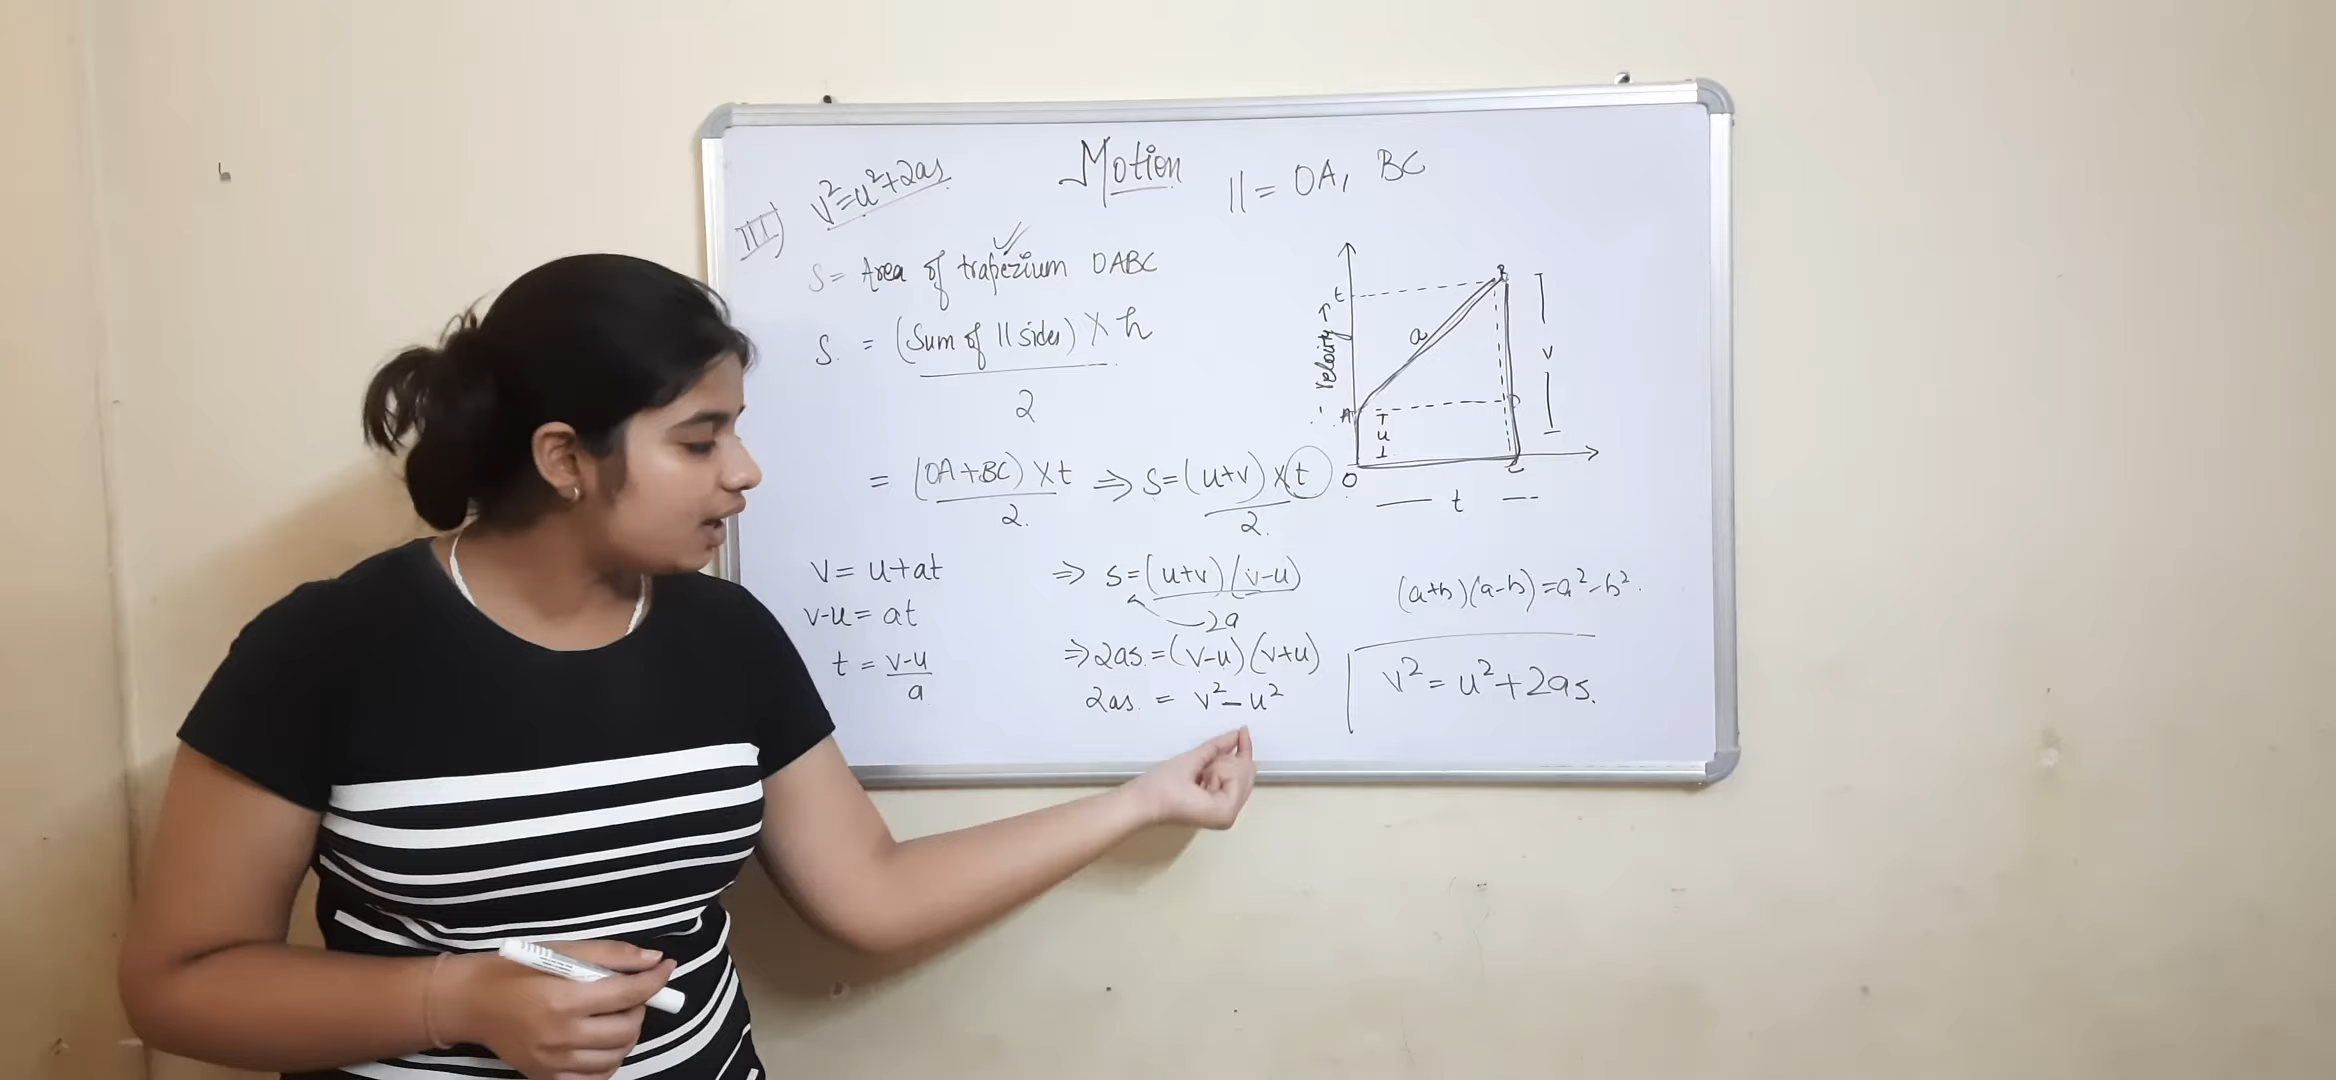 Motion
|| = OA, BC
III) v²=u²+2as
S = Area of trapezium OABC
S. = (Sum of || sides) × h
2
= (OA+BC) × t ⇒ S=(u+v) × t
2. 2.
v = u+at
v-u = at
t = v-u
a
⇒ S=(u+v)(v-u)
2a
⇒ 2as. = (v-u)(v+u)
2as. = v²-u²
(a+b)(a-b)=a²-b².
v² = u²+2as.
B
t
velocity →
a
v
A
u
O
C
t